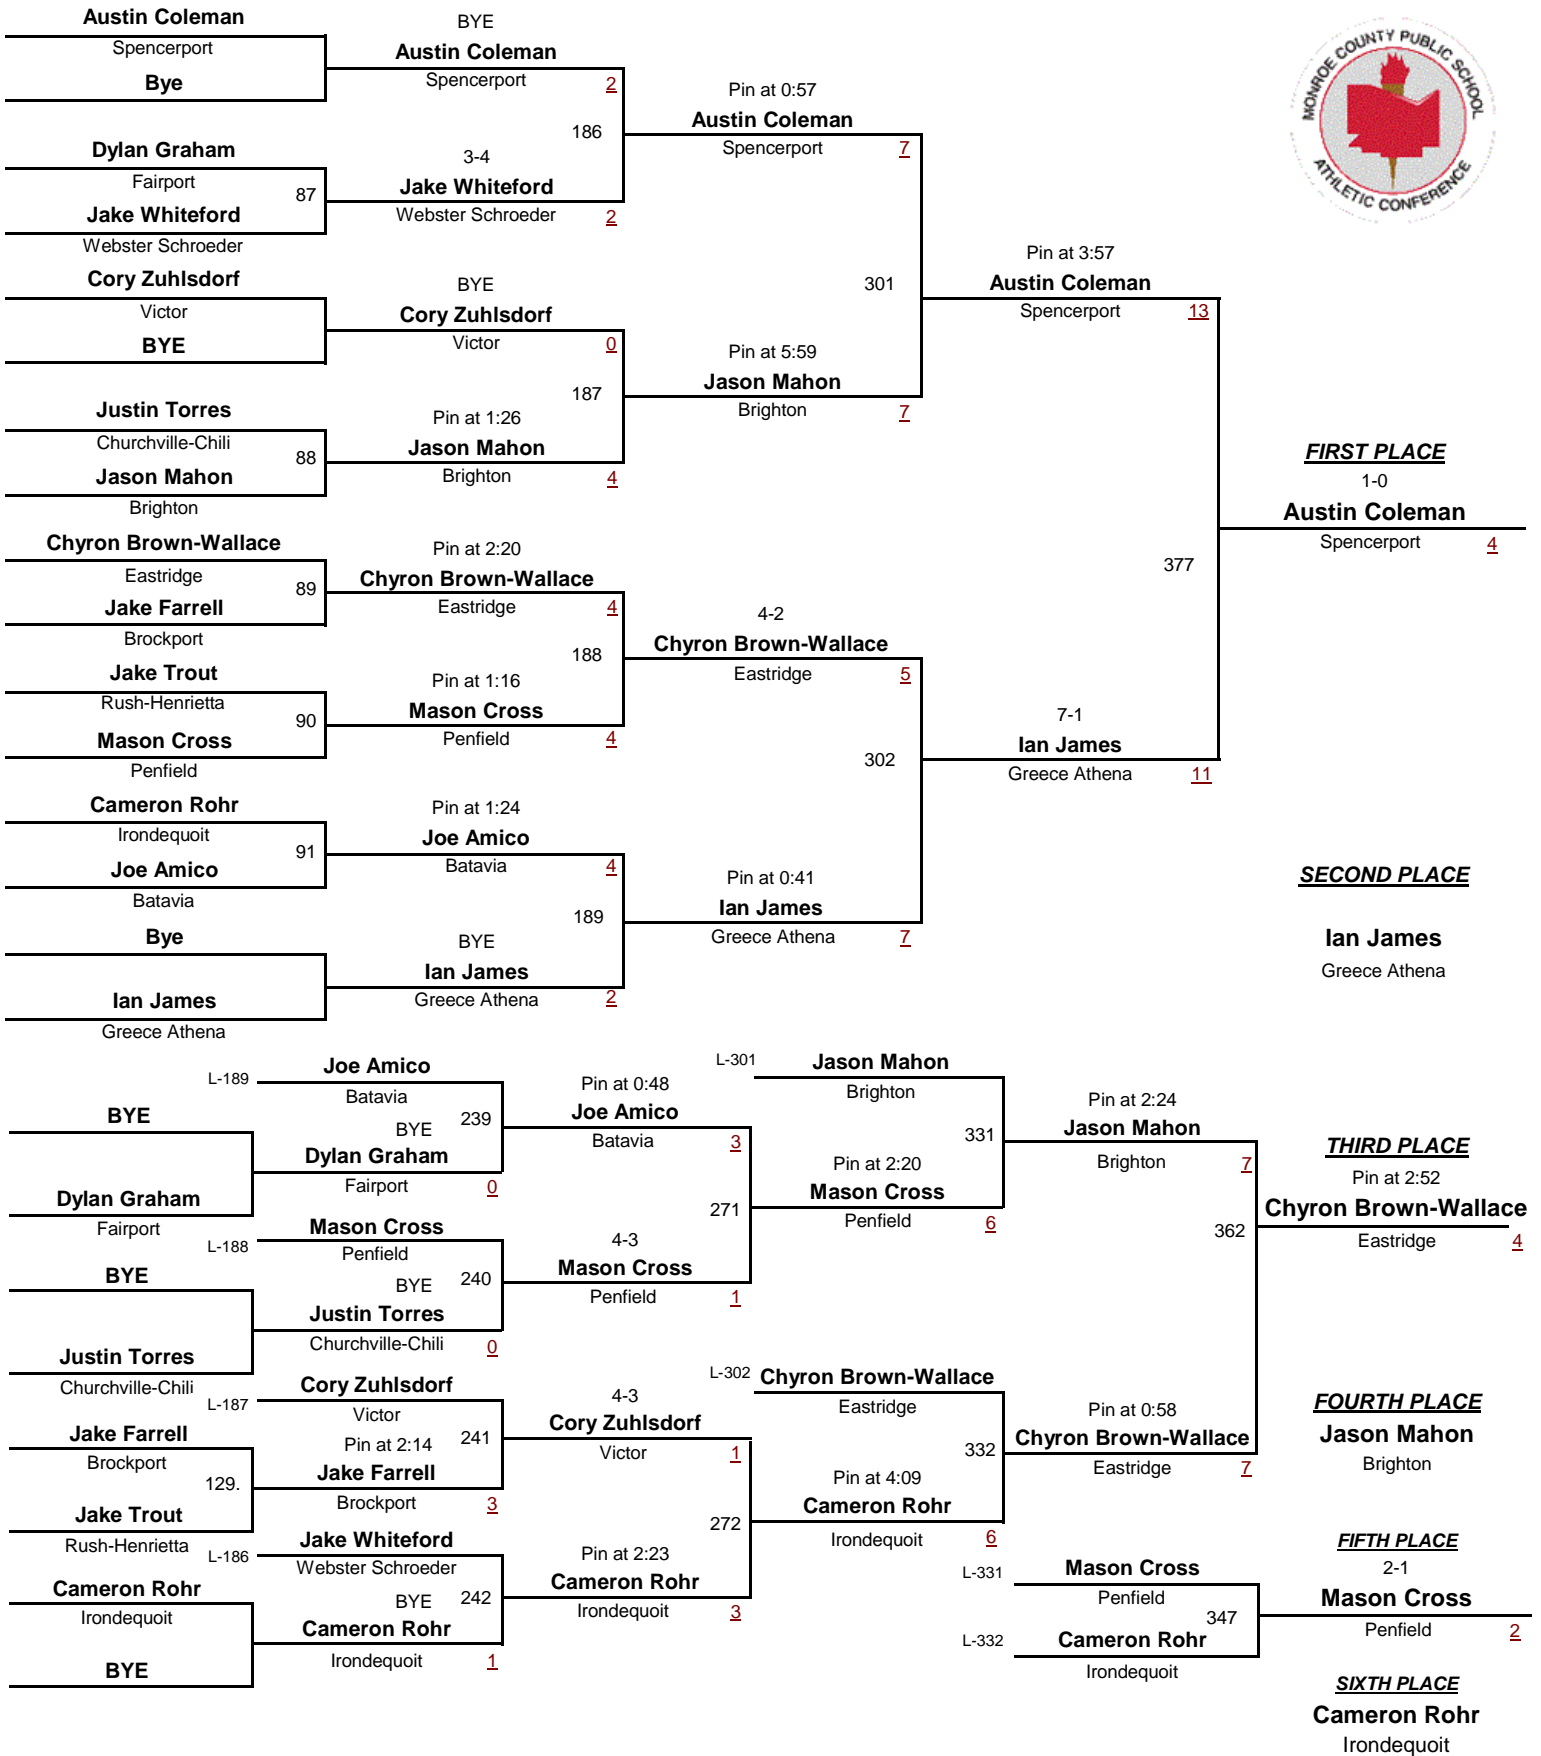 Austin Coleman
Spencerport
Bye
Dylan Graham
Fairport
87
Jake Whiteford
Webster Schroeder
Cory Zuhlsdorf
Victor
BYE
Justin Torres
Churchville-Chili
88
Jason Mahon
Brighton
Chyron Brown-Wallace
Eastridge
89
Jake Farrell
Brockport
Jake Trout
Rush-Henrietta
90
Mason Cross
Penfield
Cameron Rohr
Irondequoit
91
Joe Amico
Batavia
Bye
Ian James
Greece Athena
BYE
Austin Coleman
Spencerport 2
186
3-4
Jake Whiteford
Webster Schroeder 2
BYE
Cory Zuhlsdorf
Victor 0
187
Pin at 1:26
Jason Mahon
Brighton 4
Pin at 2:20
Chyron Brown-Wallace
Eastridge 4
188
Pin at 1:16
Mason Cross
Penfield 4
Pin at 1:24
Joe Amico
Batavia 4
189
BYE
Ian James
Greece Athena 2
Pin at 0:57
Austin Coleman
Spencerport 7
301
Pin at 5:59
Jason Mahon
Brighton 7
4-2
Chyron Brown-Wallace
Eastridge 5
302
Pin at 0:41
Ian James
Greece Athena 7
Pin at 3:57
Austin Coleman
Spencerport 13
377
7-1
Ian James
Greece Athena 11
MONROE COUNTY PUBLIC SCHOOL
ATHLETIC CONFERENCE
FIRST PLACE
1-0
Austin Coleman
Spencerport 4
SECOND PLACE
Ian James
Greece Athena
BYE
Dylan Graham
Fairport
BYE
Justin Torres
Churchville-Chili
Jake Farrell
Brockport
129.
Jake Trout
Rush-Henrietta
Cameron Rohr
Irondequoit
BYE
L-189
Joe Amico
Batavia
239
BYE
Dylan Graham
Fairport 0
L-188
Mason Cross
Penfield
240
BYE
Justin Torres
Churchville-Chili 0
L-187
Cory Zuhlsdorf
Victor
241
Pin at 2:14
Jake Farrell
Brockport 3
L-186
Jake Whiteford
Webster Schroeder
242
BYE
Cameron Rohr
Irondequoit 1
Pin at 0:48
Joe Amico
Batavia 3
271
4-3
Mason Cross
Penfield 1
4-3
Cory Zuhlsdorf
Victor 1
272
Pin at 2:23
Cameron Rohr
Irondequoit 3
L-301
Jason Mahon
Brighton
331
Pin at 2:20
Mason Cross
Penfield 6
L-302
Chyron Brown-Wallace
Eastridge
332
Pin at 4:09
Cameron Rohr
Irondequoit 6
Pin at 2:24
Jason Mahon
Brighton 7
362
Pin at 0:58
Chyron Brown-Wallace
Eastridge 7
L-331
Mason Cross
Penfield
347
L-332
Cameron Rohr
Irondequoit
THIRD PLACE
Pin at 2:52
Chyron Brown-Wallace
Eastridge 4
FOURTH PLACE
Jason Mahon
Brighton
FIFTH PLACE
2-1
Mason Cross
Penfield 2
SIXTH PLACE
Cameron Rohr
Irondequoit